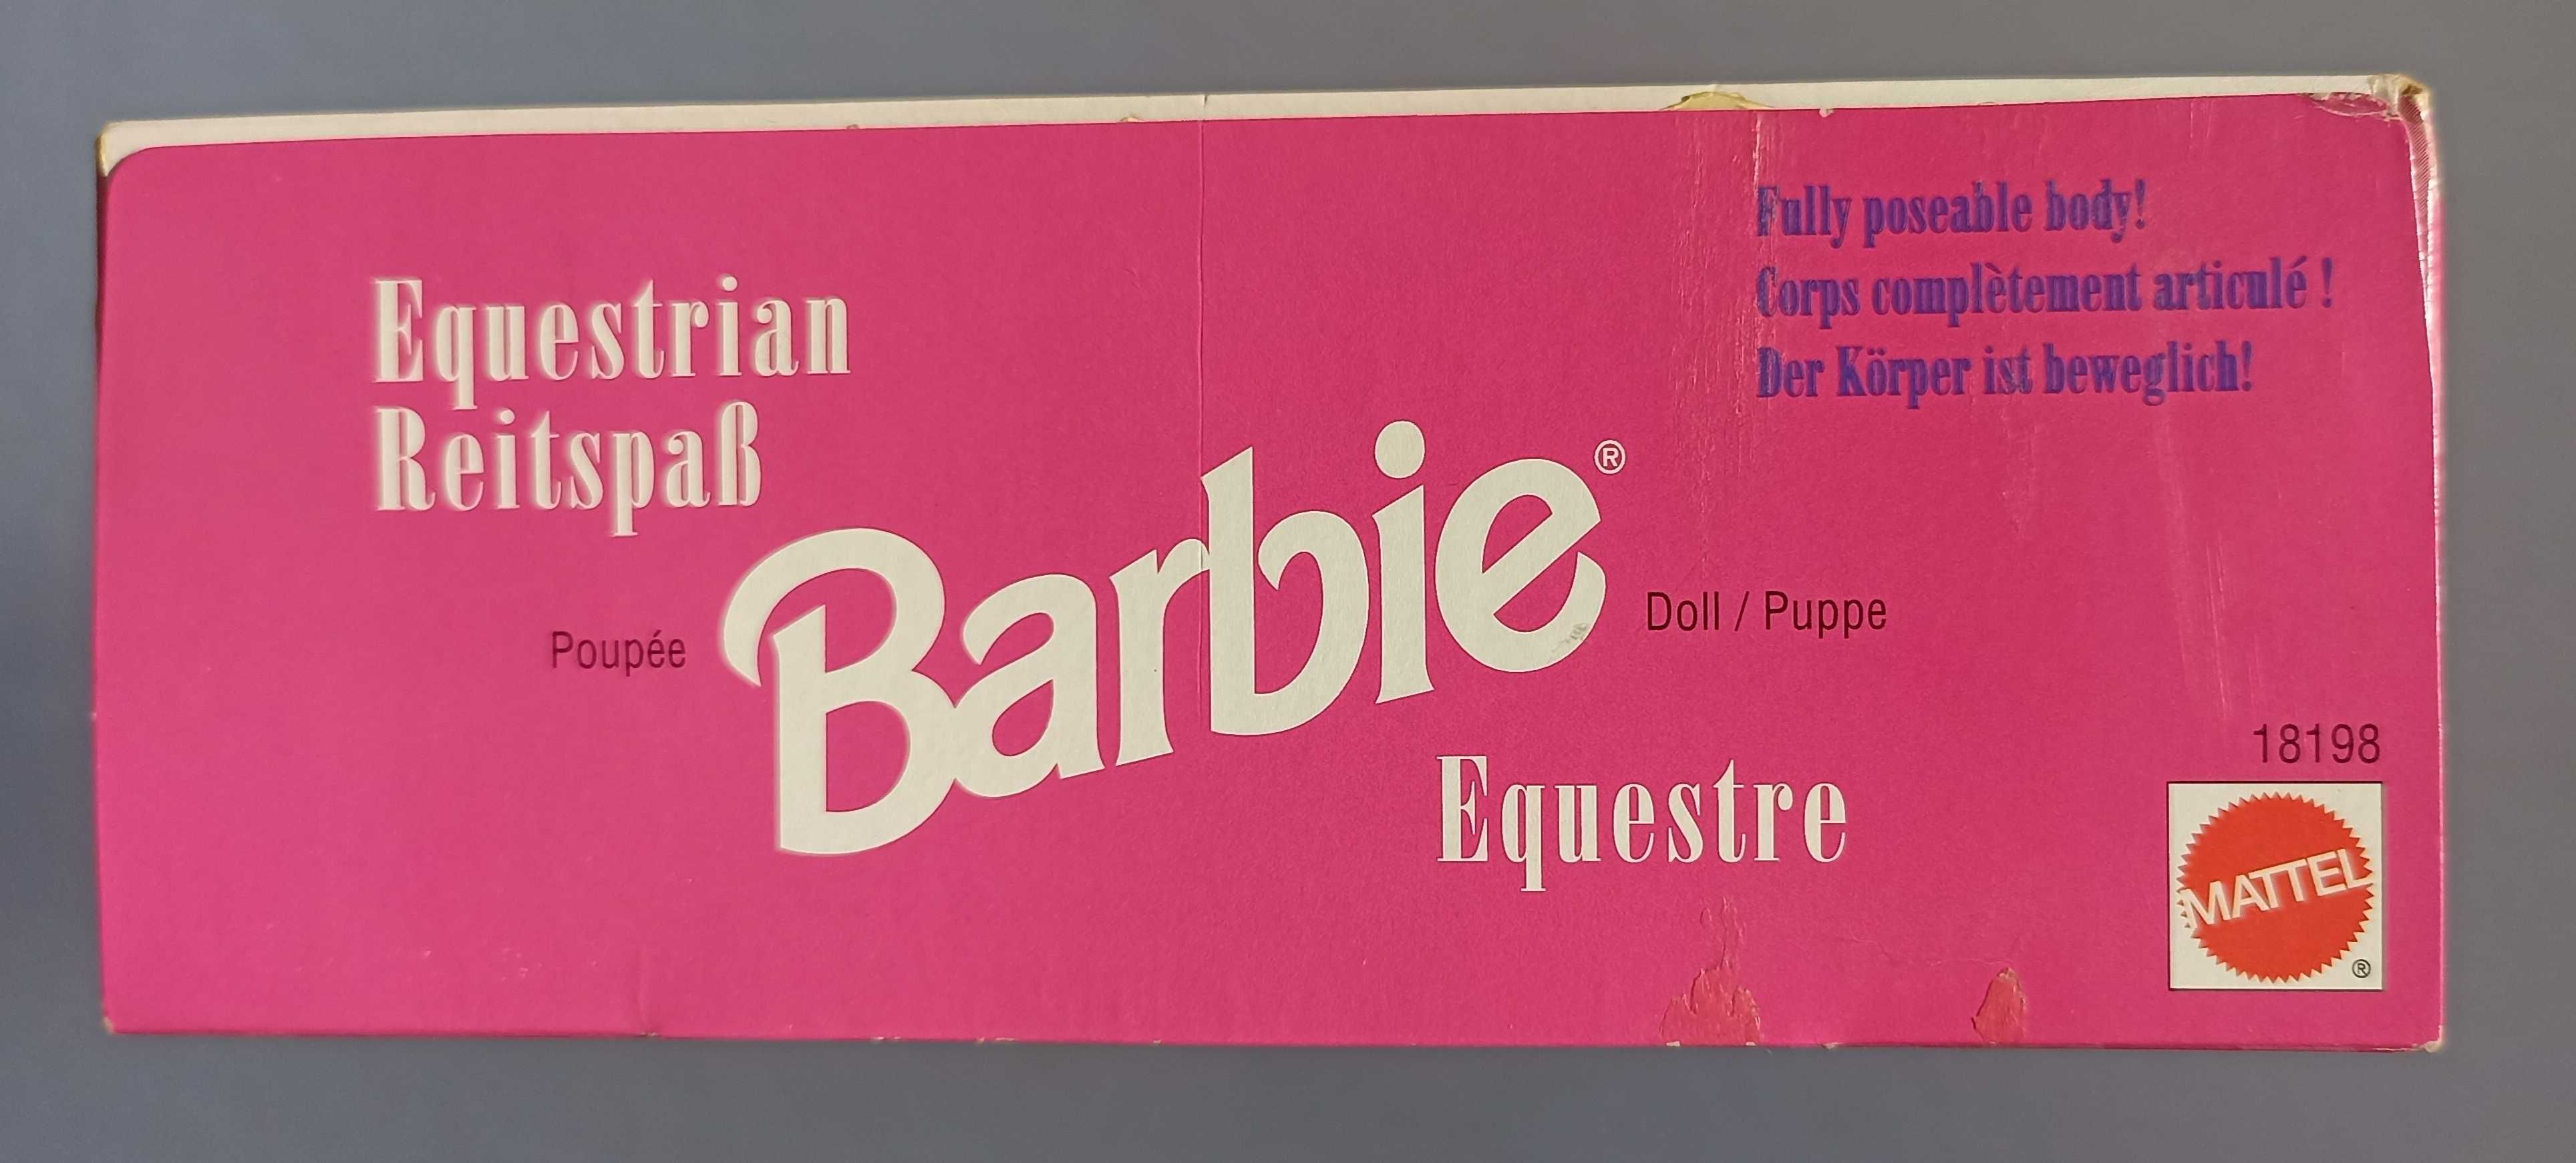 Fully poseable body!
Corps complètement articulé !
Der Körper ist beweglich!
Equestrian
Reitspaß
Poupée Barbie® Doll / Puppe
Equestre
18198
MATTEL
®